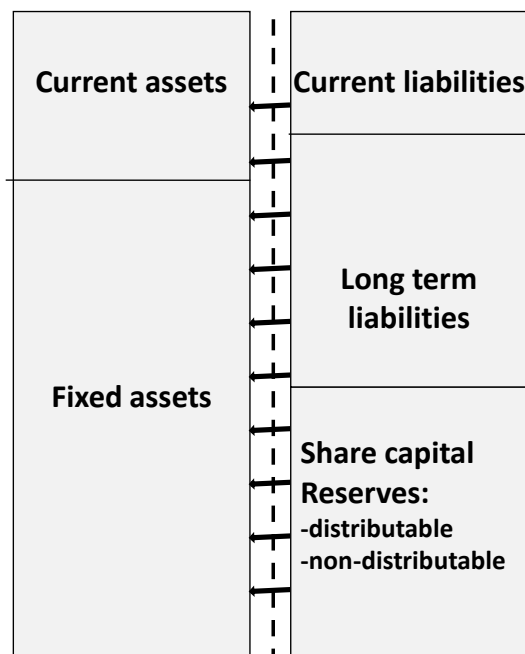 Current assets
Fixed assets
Current liabilities
Long term
liabilities
Share capital
Reserves:
-distributable
-non-distributable